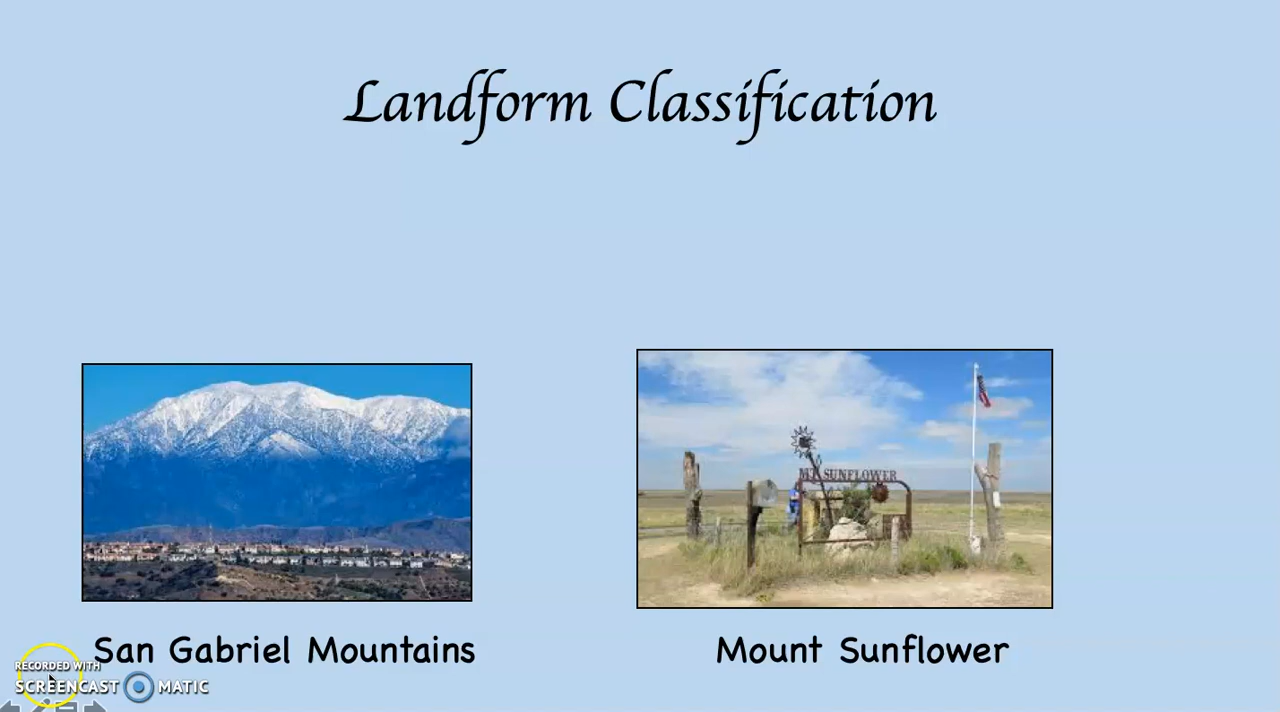 Landform Classification
MT. SUNFLOWER
San Gabriel Mountains
Mount Sunflower
RECORDED WITH
SCREENCAST MATIC